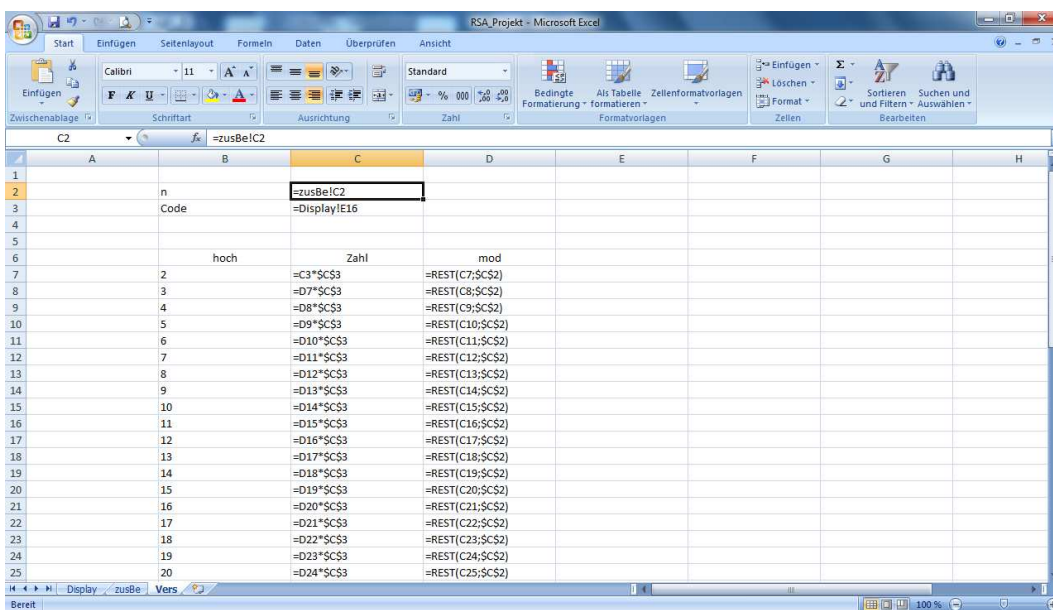 RSA_Projekt - Microsoft Excel
Start Einfügen Seitenlayout Formeln Daten Überprüfen Ansicht
Einfügen
Zwischenablage
Calibri 11
F K U
Schriftart
Ausrichtung
Standard
% 000
Zahl
Bedingte Formatierung
Als Tabelle formatieren
Zellenformatvorlagen
Formatvorlagen
Einfügen
Löschen
Format
Zellen
Sortieren und Filtern
Suchen und Auswählen
Bearbeiten
C2 fx =zusBe!C2
A B C D E F G H
1
2 n =zusBe!C2
3 Code =Display!E16
4
5
6 hoch Zahl mod
7 2 =C3*$C$3 =REST(C7;$C$2)
8 3 =D7*$C$3 =REST(C8;$C$2)
9 4 =D8*$C$3 =REST(C9;$C$2)
10 5 =D9*$C$3 =REST(C10;$C$2)
11 6 =D10*$C$3 =REST(C11;$C$2)
12 7 =D11*$C$3 =REST(C12;$C$2)
13 8 =D12*$C$3 =REST(C13;$C$2)
14 9 =D13*$C$3 =REST(C14;$C$2)
15 10 =D14*$C$3 =REST(C15;$C$2)
16 11 =D15*$C$3 =REST(C16;$C$2)
17 12 =D16*$C$3 =REST(C17;$C$2)
18 13 =D17*$C$3 =REST(C18;$C$2)
19 14 =D18*$C$3 =REST(C19;$C$2)
20 15 =D19*$C$3 =REST(C20;$C$2)
21 16 =D20*$C$3 =REST(C21;$C$2)
22 17 =D21*$C$3 =REST(C22;$C$2)
23 18 =D22*$C$3 =REST(C23;$C$2)
24 19 =D23*$C$3 =REST(C24;$C$2)
25 20 =D24*$C$3 =REST(C25;$C$2)
Display zusBe Vers
Bereit 100 %